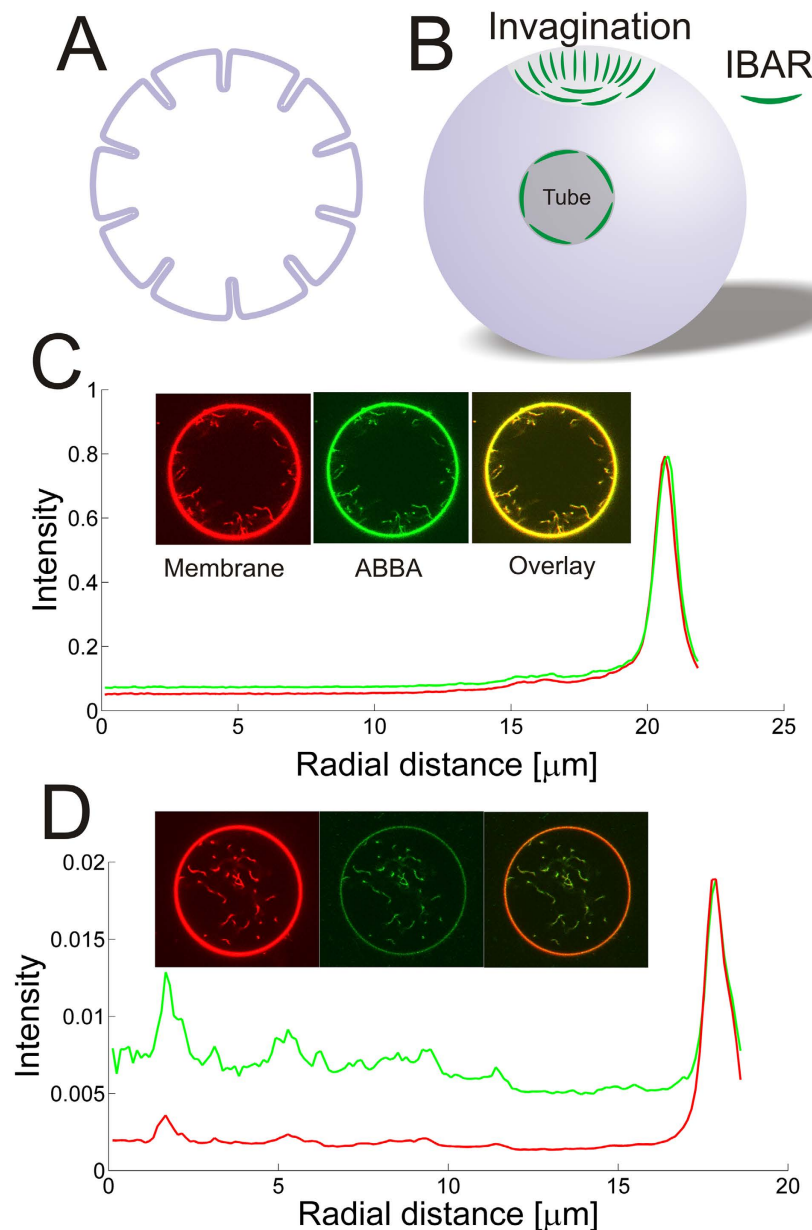 A
B
Invagination
IBAR
Tube
C
1
0.8
0.6
0.4
0.2
0
Intensity
Membrane
ABBA
Overlay
0 5 10 15 20 25
Radial distance [μm]
D
0.02
0.015
0.01
0.005
0
Intensity
0 5 10 15 20
Radial distance [μm]